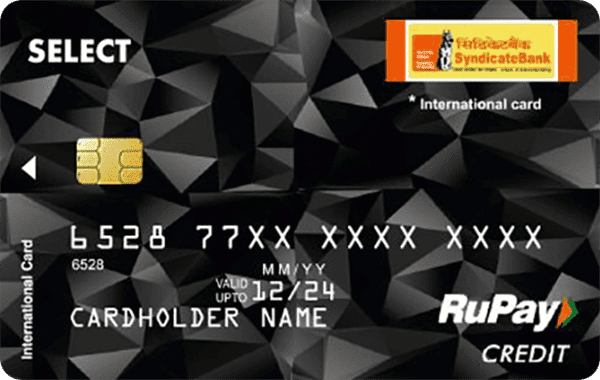 SELECT
सिंडिकेटबैंक
SyndicateBank
* International card
International Card
6528 77XX XXXX XXXX
6528
MM/YY
VALID
UPTO 12/24
CARDHOLDER NAME
RuPay
CREDIT